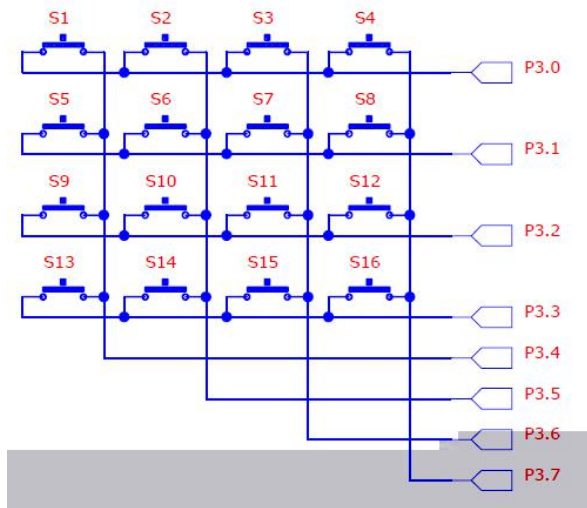 S1 S2 S3 S4
P3.0
S5 S6 S7 S8
P3.1
S9 S10 S11 S12
P3.2
S13 S14 S15 S16
P3.3
P3.4
P3.5
P3.6
P3.7